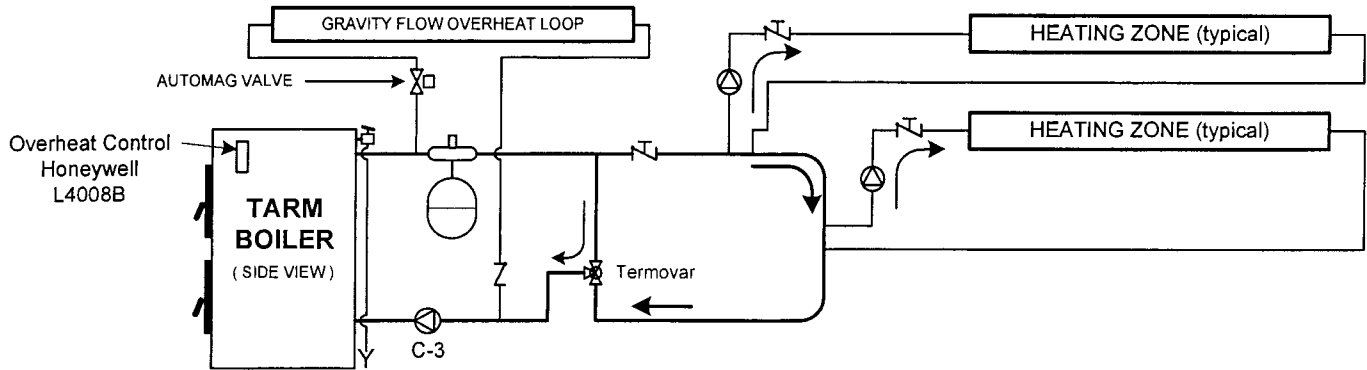 GRAVITY FLOW OVERHEAT LOOP
HEATING ZONE (typical)
AUTOMAG VALVE
HEATING ZONE (typical)
Overheat Control
Honeywell
L4008B
TARM
BOILER
( SIDE VIEW )
Termovar
C-3